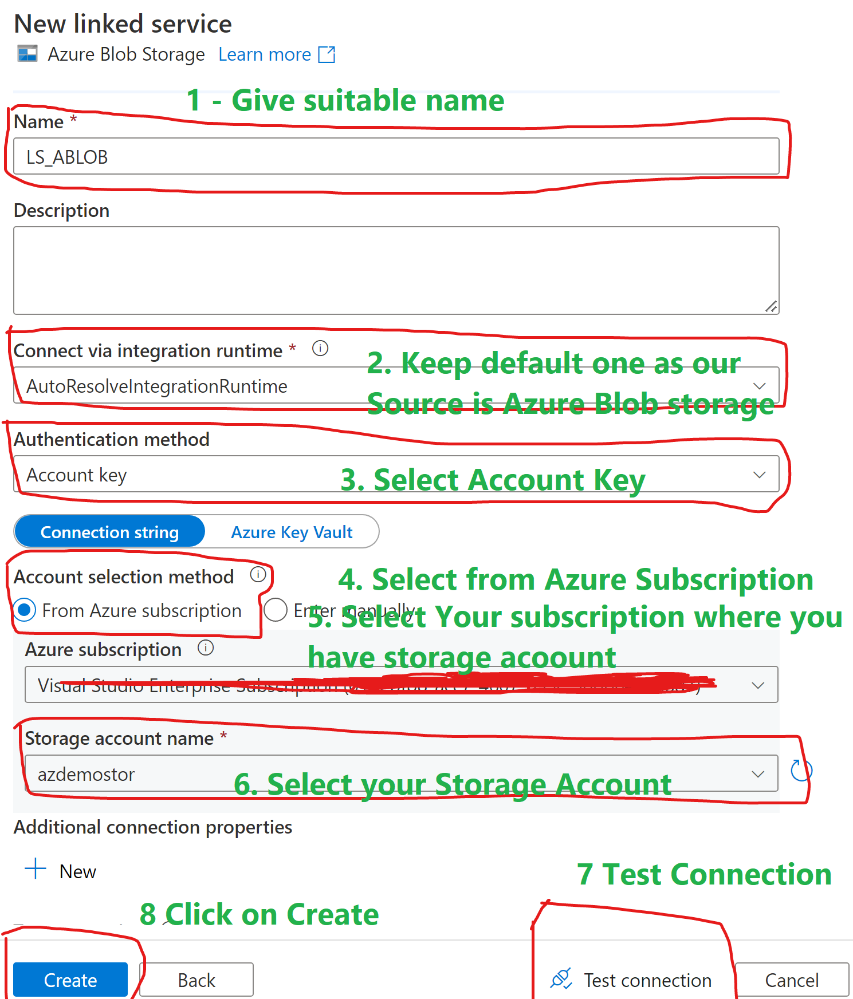 New linked service
Azure Blob Storage Learn more
1 - Give suitable name
Name *
LS_ABLOB
Description
Connect via integration runtime *
2. Keep default one as our
AutoResolveIntegrationRuntime
Source is Azure Blob storage
Authentication method
Account key
3. Select Account Key
Connection string Azure Key Vault
Account selection method
4. Select from Azure Subscription
From Azure subscription Enter manually
5. Select Your subscription where you
Azure subscription
have storage acoount
Visual Studio Enterprise Subscription
Storage account name *
azdemostor
6. Select your Storage Account
Additional connection properties
New
7 Test Connection
8 Click on Create
Create Back Test connection Cancel